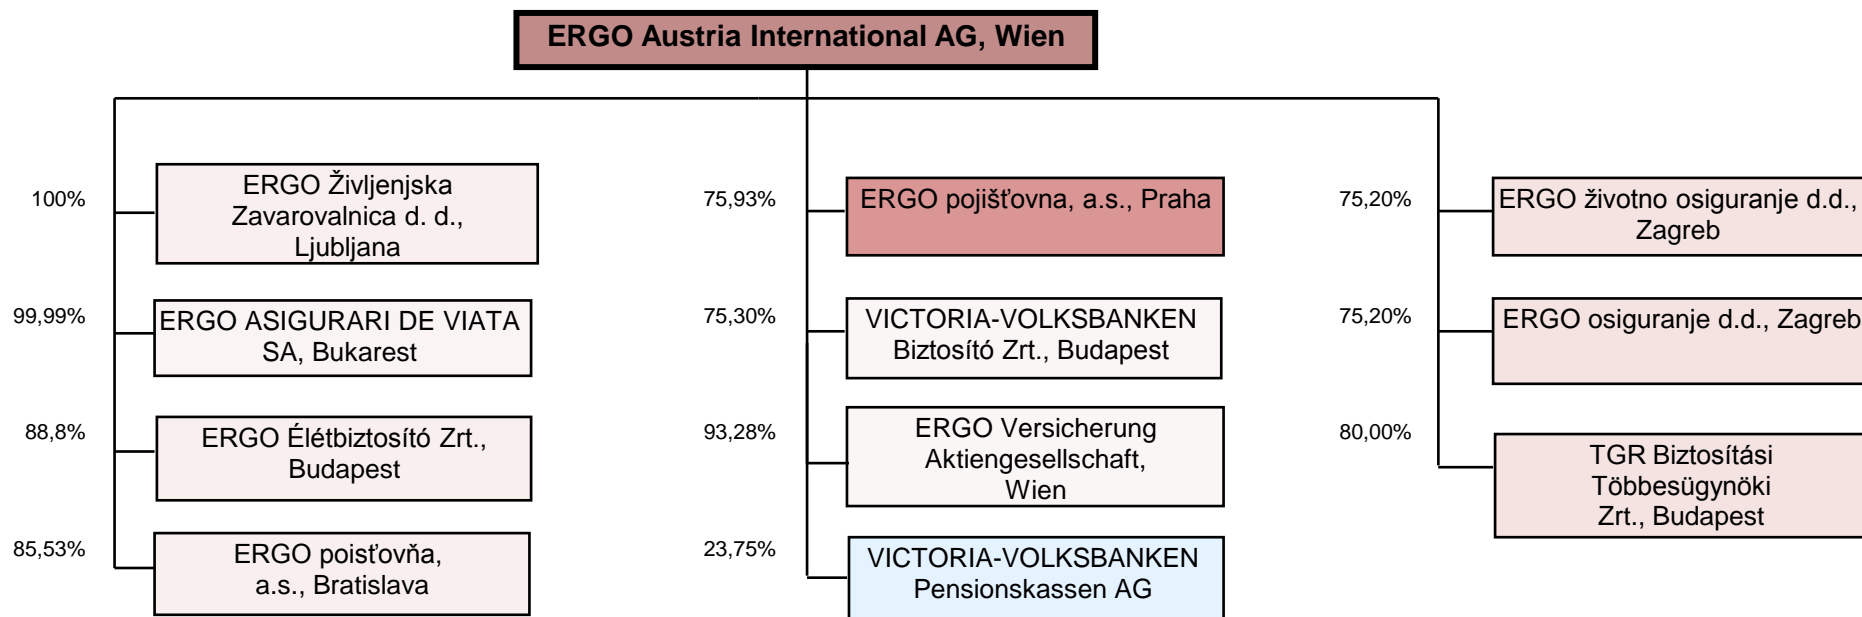 ERGO Austria International AG, Wien
100%
ERGO Življenjska
Zavarovalnica d. d.,
Ljubljana
99,99%
ERGO ASIGURARI DE VIATA
SA, Bukarest
88,8%
ERGO Élétbiztosító Zrt.,
Budapest
85,53%
ERGO poisťovňa,
a.s., Bratislava
75,93%
ERGO pojišťovna, a.s., Praha
75,30%
VICTORIA-VOLKSBANKEN
Biztosító Zrt., Budapest
93,28%
ERGO Versicherung
Aktiengesellschaft,
Wien
23,75%
VICTORIA-VOLKSBANKEN
Pensionskassen AG
75,20%
ERGO životno osiguranje d.d.,
Zagreb
75,20%
ERGO osiguranje d.d., Zagreb
80,00%
TGR Biztosítási
Többesügynöki
Zrt., Budapest